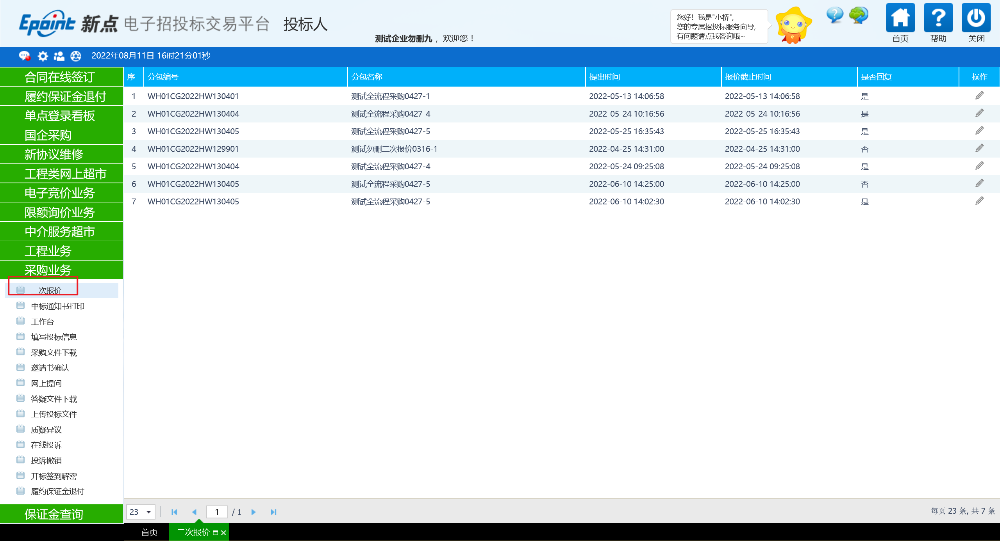 Epoint 新点 电子招投标交易平台 投标人
测试企业勿删九 ，欢迎您！
您好！我是"小桥",
您的专属招投标服务向导,
有问题请点我咨询哦~
首页 帮助 关闭
2022年08月11日 16时21分01秒
合同在线签订
履约保证金退付
单点登录看板
国企采购
新协议维修
工程类网上超市
电子竞价业务
限额询价业务
中介服务超市
工程业务
采购业务
二次报价
中标通知书打印
工作台
填写投标信息
采购文件下载
邀请书确认
网上提问
答疑文件下载
上传投标文件
质疑异议
在线投诉
投诉撤销
开标签到解密
履约保证金退付
保证金查询
序 分包编号 分包名称 提出时间 报价截止时间 是否回复 操作
1 WH01CG2022HW130401 测试全流程采购0427-1 2022-05-13 14:06:58 2022-05-13 14:06:58 是
2 WH01CG2022HW130404 测试全流程采购0427-4 2022-05-24 10:16:56 2022-05-24 10:16:56 是
3 WH01CG2022HW130405 测试全流程采购0427-5 2022-05-25 16:35:43 2022-05-25 16:35:43 是
4 WH01CG2022HW129901 测试勿删二次报价0316-1 2022-04-25 14:31:00 2022-04-25 14:31:00 否
5 WH01CG2022HW130404 测试全流程采购0427-4 2022-05-24 09:25:08 2022-05-24 09:25:08 是
6 WH01CG2022HW130405 测试全流程采购0427-5 2022-06-10 14:25:00 2022-06-10 14:25:00 否
7 WH01CG2022HW130405 测试全流程采购0427-5 2022-06-10 14:02:30 2022-06-10 14:02:30 是
23 1 / 1 每页 23 条, 共 7 条
首页 二次报价